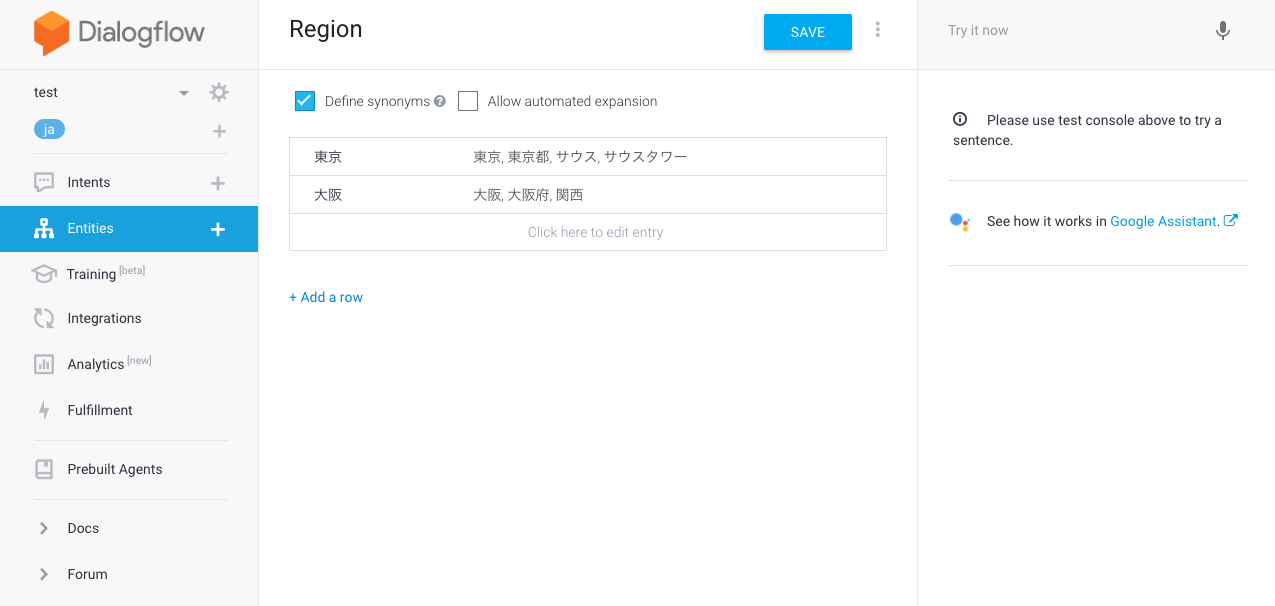 Dialogflow
test
ja
Intents
Entities
Training [beta]
Integrations
Analytics [new]
Fulfillment
Prebuilt Agents
Docs
Forum
Region
SAVE
Define synonyms ?
Allow automated expansion
東京 東京, 東京都, サウス, サウスタワー
大阪 大阪, 大阪府, 関西
Click here to edit entry
+ Add a row
Try it now
Please use test console above to try a
sentence.
See how it works in Google Assistant.